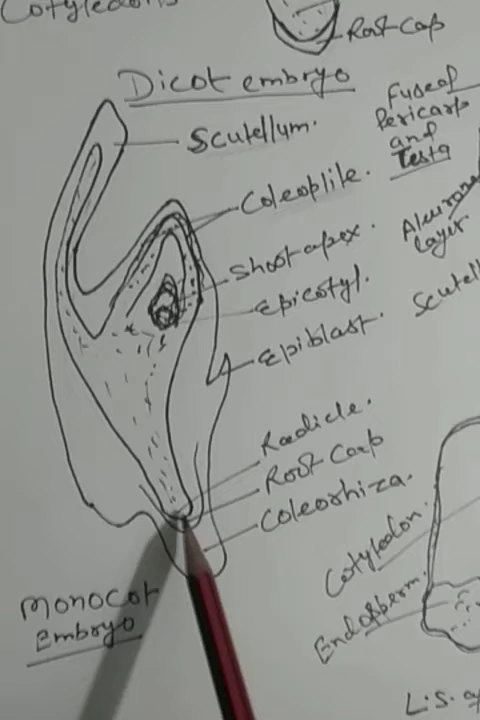 Cotyledons
Root cap
Dicot embryo
Scutellum.
Fused
Pericarp
and
Testa
Coleoptile.
Aleurone
layer
Shoot apex.
Epicotyl.
Scutell
Epiblast.
Radicle.
Root cap
Coleorhiza.
Cotyledon.
Endosperm.
Monocot
Embryo
L.S. of